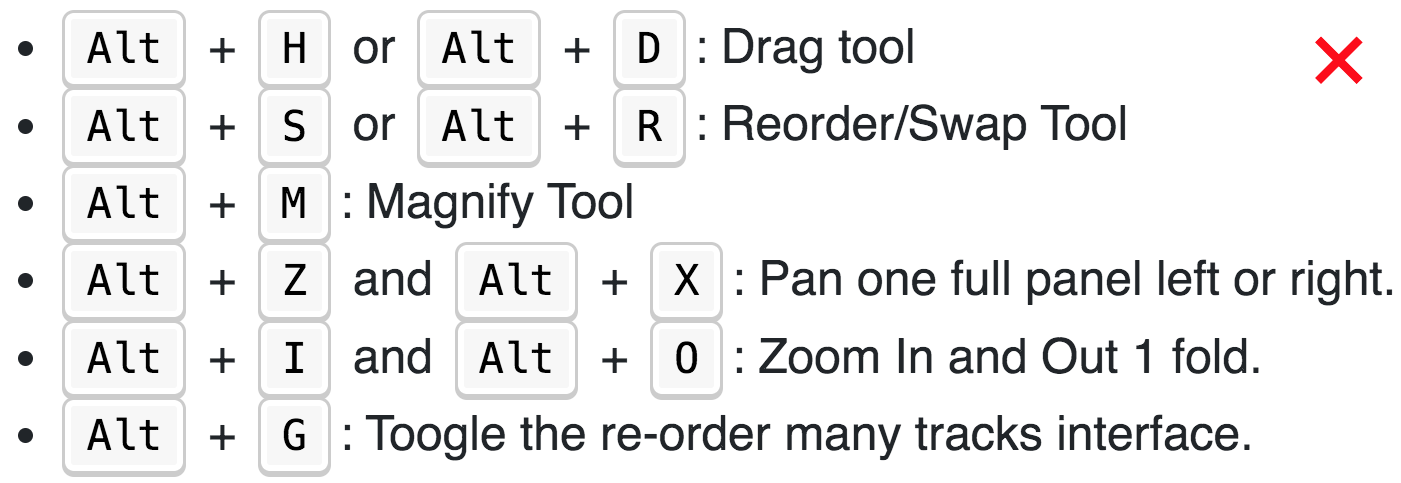 • Alt + H or Alt + D : Drag tool
• Alt + S or Alt + R : Reorder/Swap Tool
• Alt + M : Magnify Tool
• Alt + Z and Alt + X : Pan one full panel left or right.
• Alt + I and Alt + O : Zoom In and Out 1 fold.
• Alt + G : Toogle the re-order many tracks interface.